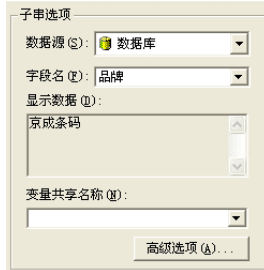 子串选项
数据源(S): 数据库
字段名(F): 品牌
显示数据(D):
京成条码
变量共享名称(N):
高级选项(A)...